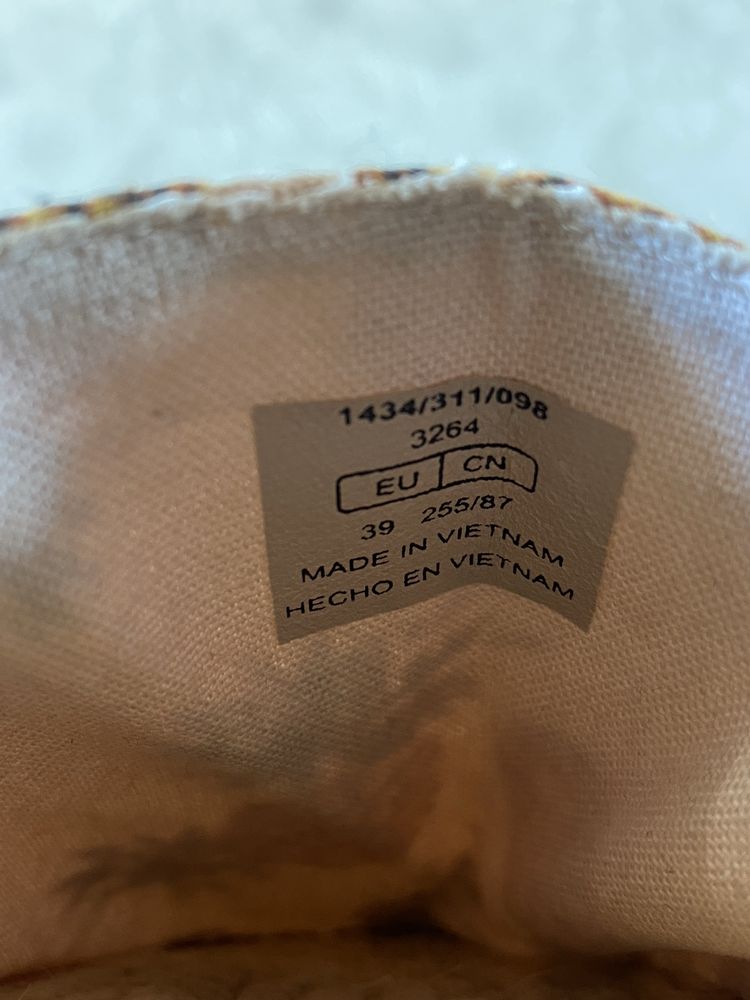 1434/311/098
3264
EU CN
39 255/87
MADE IN VIETNAM
HECHO EN VIETNAM